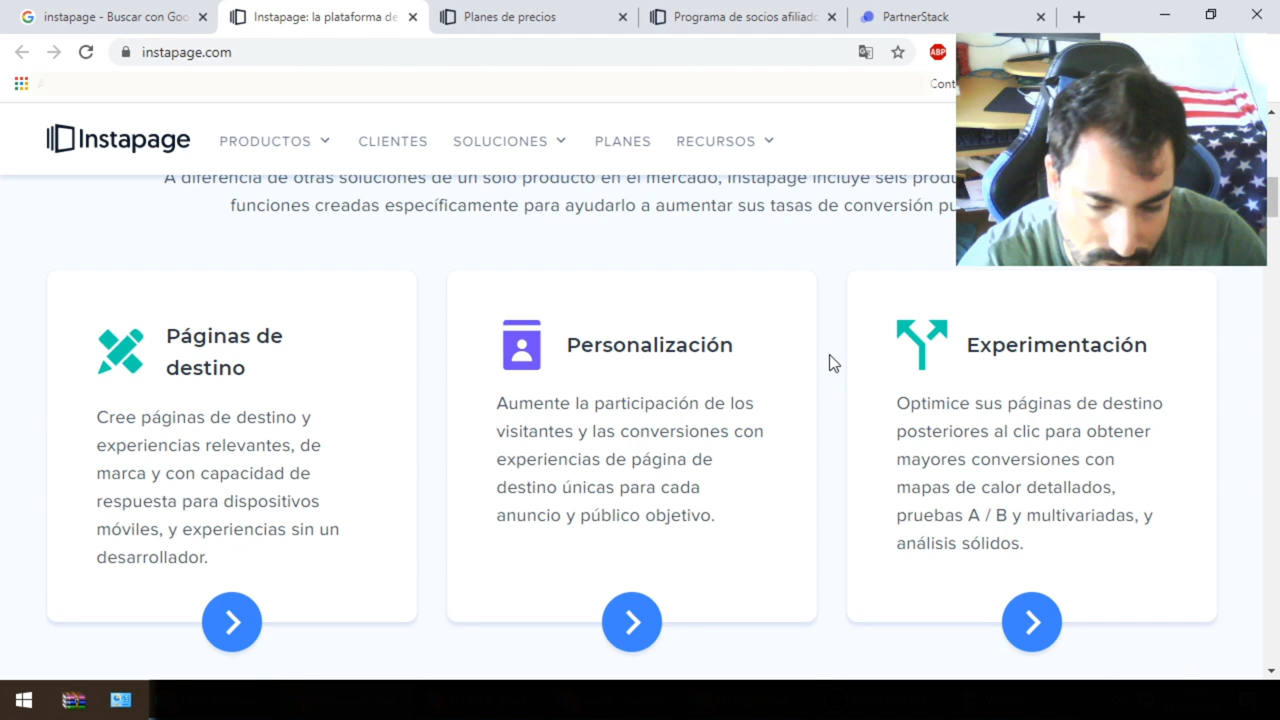 instapage - Buscar con Goo
Instapage: la plataforma de
Planes de precios
Programa de socios afiliado
PartnerStack
instapage.com
ABP
Cont
Instapage
PRODUCTOS
CLIENTES
SOLUCIONES
PLANES
RECURSOS
A diferencia de otras soluciones de un solo producto en el mercado, Instapage incluye seis produ
funciones creadas específicamente para ayudarlo a aumentar sus tasas de conversión pu
Páginas de
destino
Cree páginas de destino y
experiencias relevantes, de
marca y con capacidad de
respuesta para dispositivos
móviles, y experiencias sin un
desarrollador.
Personalización
Aumente la participación de los
visitantes y las conversiones con
experiencias de página de
destino únicas para cada
anuncio y público objetivo.
Experimentación
Optimice sus páginas de destino
posteriores al clic para obtener
mayores conversiones con
mapas de calor detallados,
pruebas A / B y multivariadas, y
análisis sólidos.